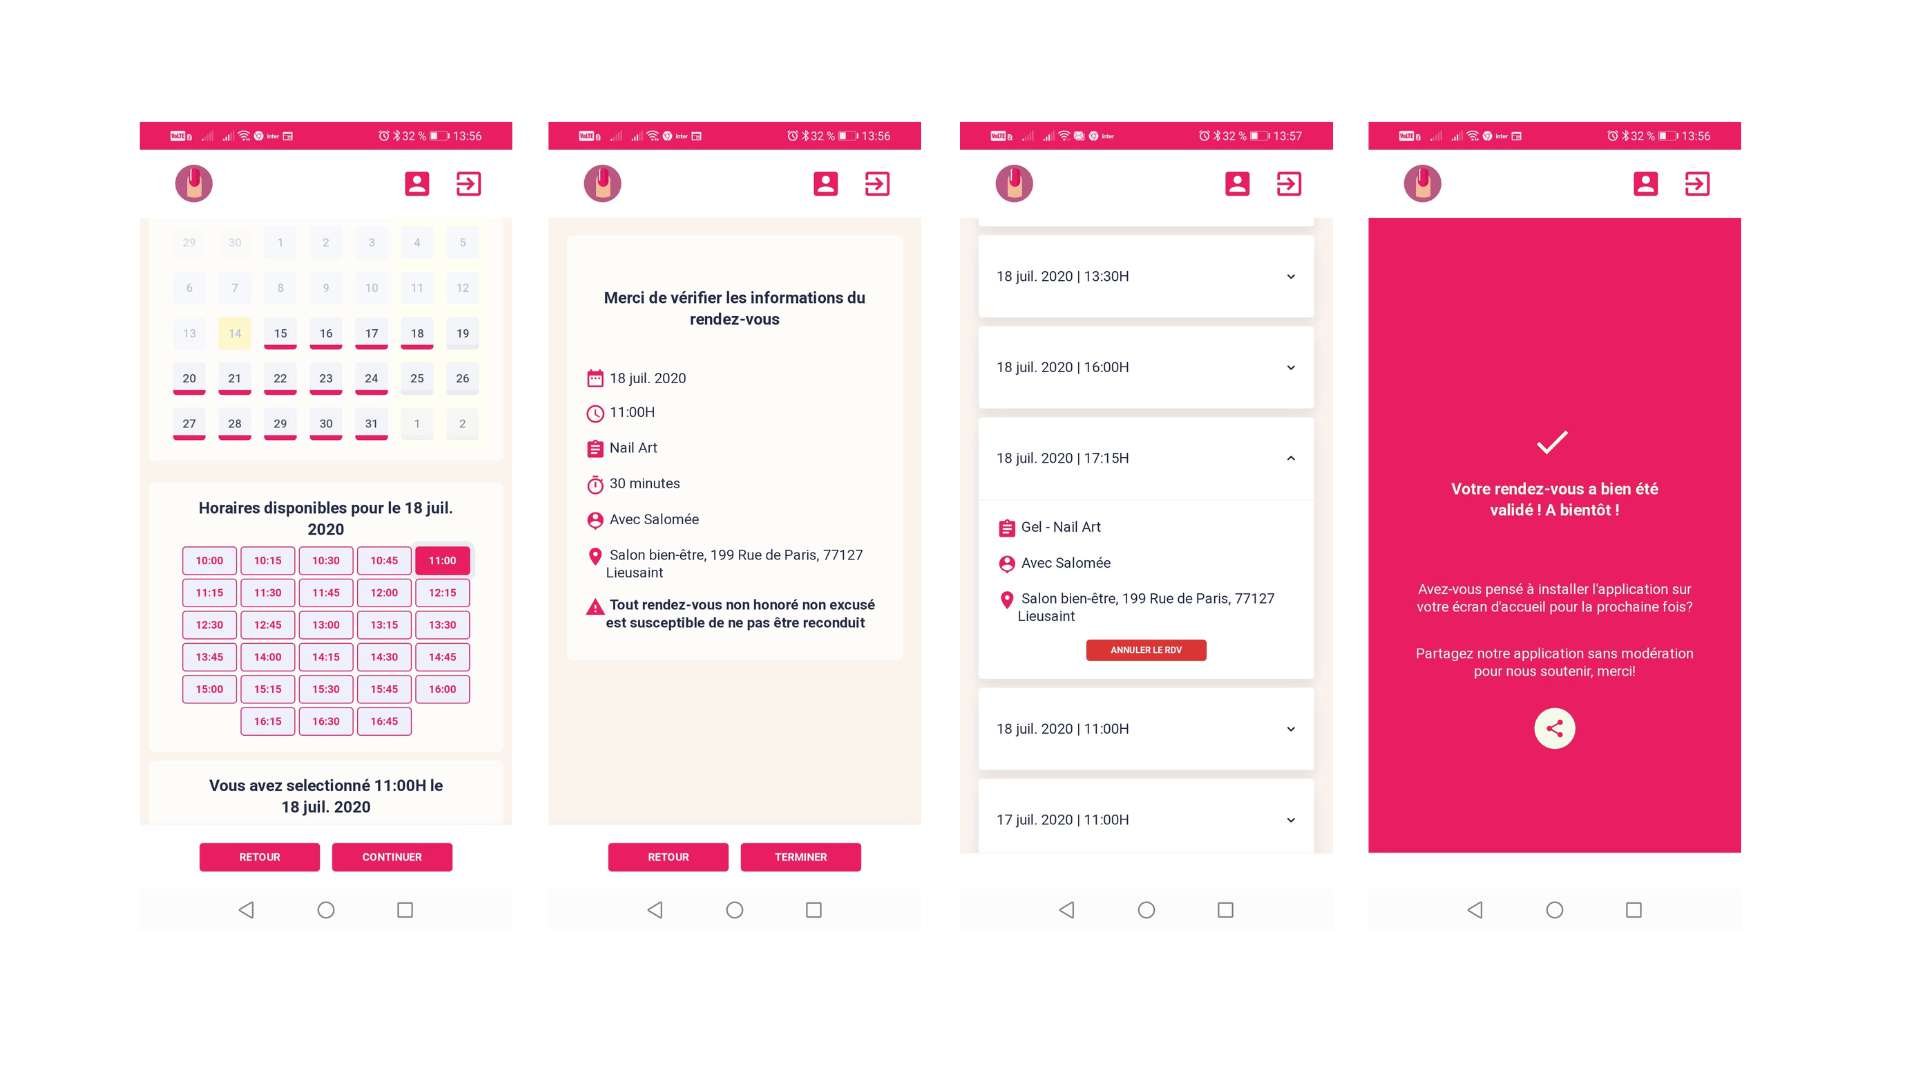 VoLTE Inter 32 % 13:56
29 30 1 2 3 4 5
6 7 8 9 10 11 12
13 14 15 16 17 18 19
20 21 22 23 24 25 26
27 28 29 30 31 1 2
Horaires disponibles pour le 18 juil.
2020
10:00 10:15 10:30 10:45 11:00
11:15 11:30 11:45 12:00 12:15
12:30 12:45 13:00 13:15 13:30
13:45 14:00 14:15 14:30 14:45
15:00 15:15 15:30 15:45 16:00
16:15 16:30 16:45
Vous avez selectionné 11:00H le
18 juil. 2020
RETOUR CONTINUER
VoLTE Inter 32 % 13:56
Merci de vérifier les informations du
rendez-vous
18 juil. 2020
11:00H
Nail Art
30 minutes
Avec Salomée
Salon bien-être, 199 Rue de Paris, 77127
Lieusaint
Tout rendez-vous non honoré non excusé
est susceptible de ne pas être reconduit
RETOUR TERMINER
VoLTE Inter 32 % 13:57
18 juil. 2020 | 13:30H
18 juil. 2020 | 16:00H
18 juil. 2020 | 17:15H
Gel - Nail Art
Avec Salomée
Salon bien-être, 199 Rue de Paris, 77127
Lieusaint
ANNULER LE RDV
18 juil. 2020 | 11:00H
17 juil. 2020 | 11:00H
VoLTE Inter 32 % 13:56
Votre rendez-vous a bien été
validé ! A bientôt !
Avez-vous pensé à installer l'application sur
votre écran d'accueil pour la prochaine fois?
Partagez notre application sans modération
pour nous soutenir, merci!